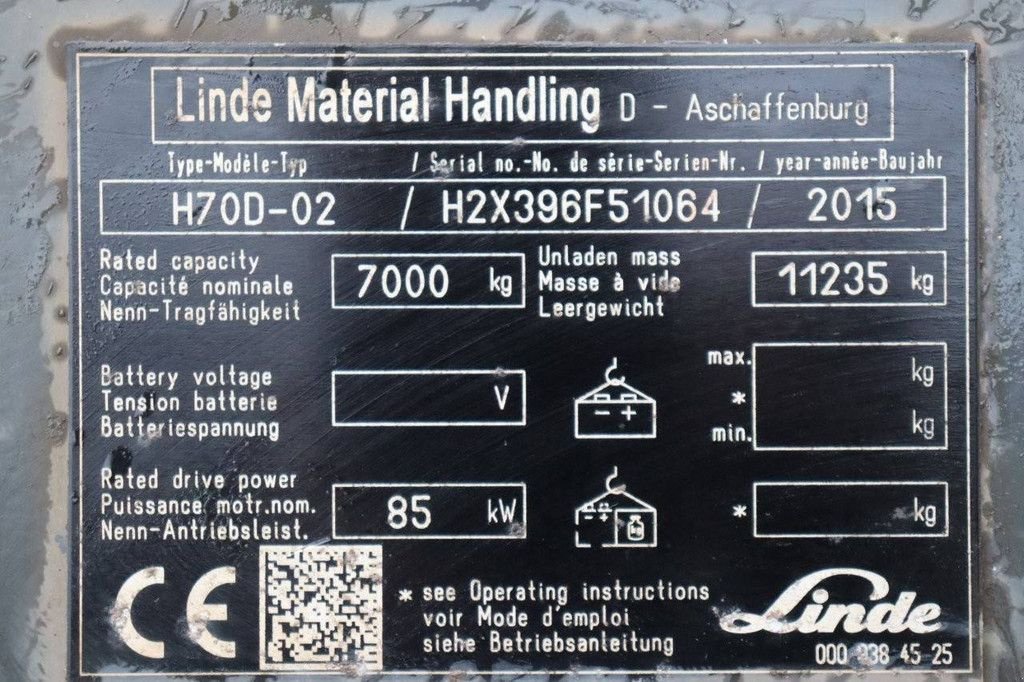 Linde Material Handling D - Aschaffenburg
Type-Modèle-Typ / Serial no.-No. de série-Serien-Nr. / year-année-Baujahr
H70D-02 / H2X396F51064 / 2015
Rated capacity
Capacité nominale
Nenn-Tragfähigkeit
7000 kg
Unladen mass
Masse à vide
Leergewicht
11235 kg
Battery voltage
Tension batterie
Batteriespannung
V
- +
max. kg
*
min. kg
Rated drive power
Puissance motr.nom.
Nenn-Antriebsleist.
85 kW
- +
kg
* kg
CE
* see Operating instructions
voir Mode d'emploi
siehe Betriebsanleitung
Linde
000 938 45 25